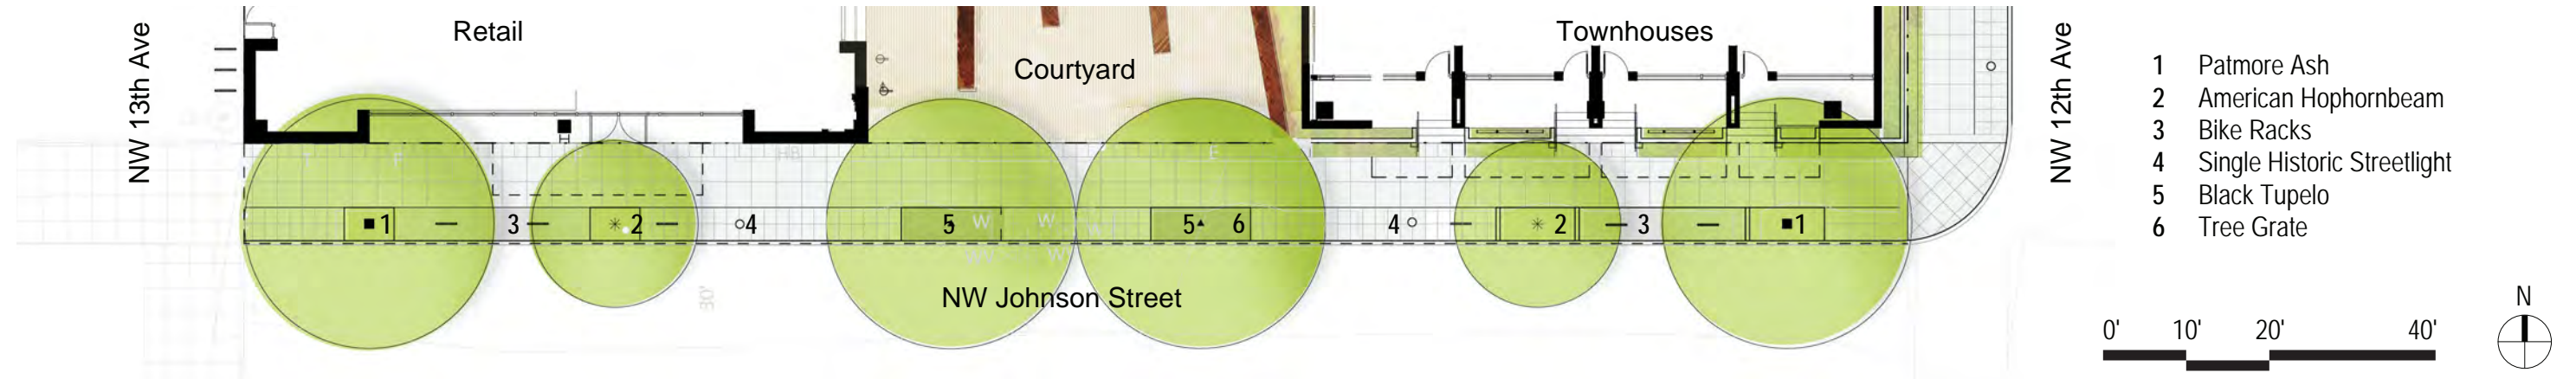 NW 13th Ave
Retail
Courtyard
Townhouses
NW 12th Ave
1 Patmore Ash
2 American Hophornbeam
3 Bike Racks
4 Single Historic Streetlight
5 Black Tupelo
6 Tree Grate
1 3 2 4 5 5 6 4 2 3 1
W W W
W W
30'
NW Johnson Street
N
0' 10' 20' 40'